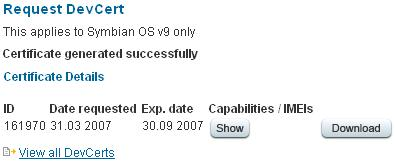 Request DevCert
This applies to Symbian OS v9 only
Certificate generated successfully
Certificate Details
ID Date requested Exp. date Capabilities / IMEIs
161970 31.03 2007 30.09 2007 Show Download
View all DevCerts